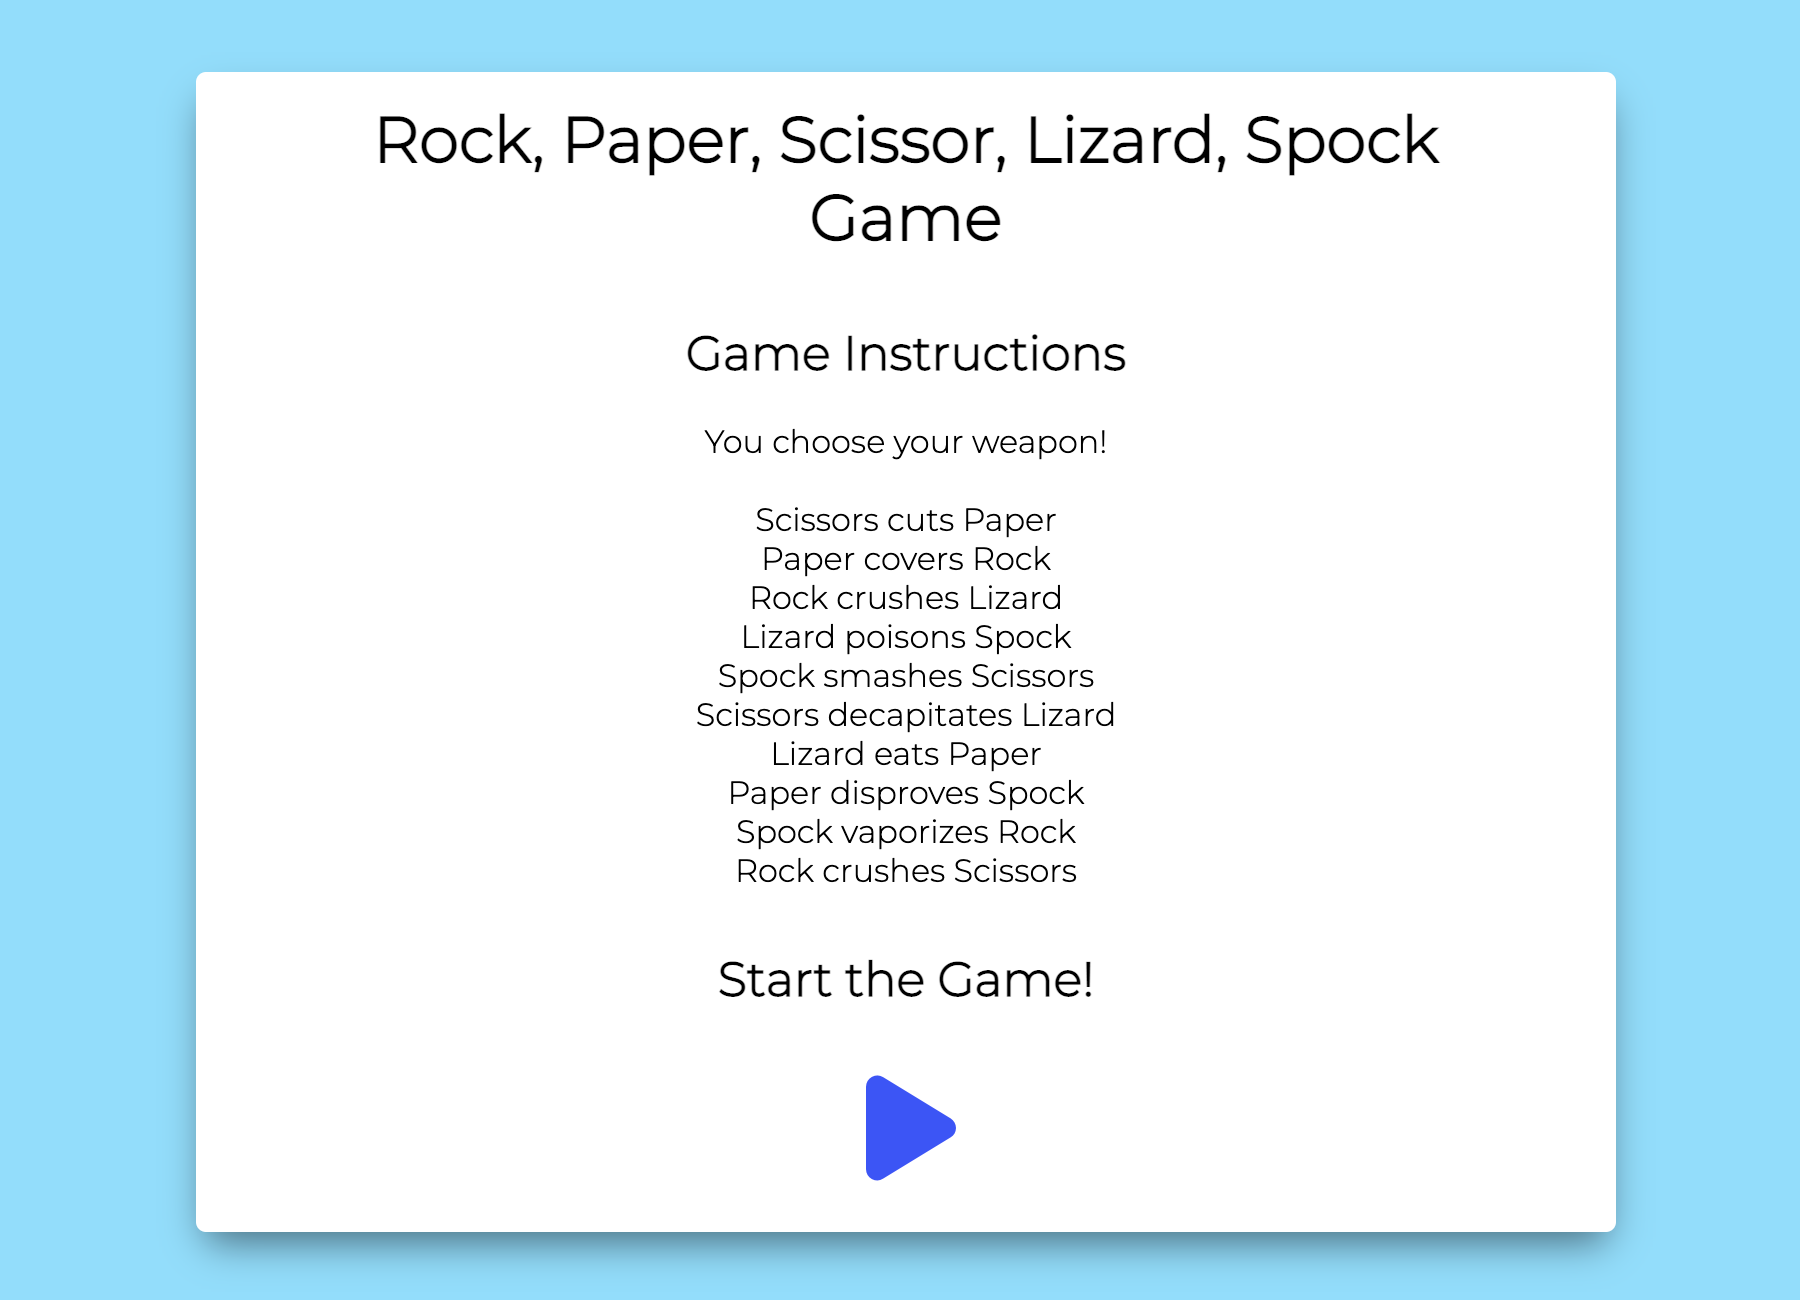 Rock, Paper, Scissor, Lizard, Spock
Game
Game Instructions
You choose your weapon!
Scissors cuts Paper
Paper covers Rock
Rock crushes Lizard
Lizard poisons Spock
Spock smashes Scissors
Scissors decapitates Lizard
Lizard eats Paper
Paper disproves Spock
Spock vaporizes Rock
Rock crushes Scissors
Start the Game!